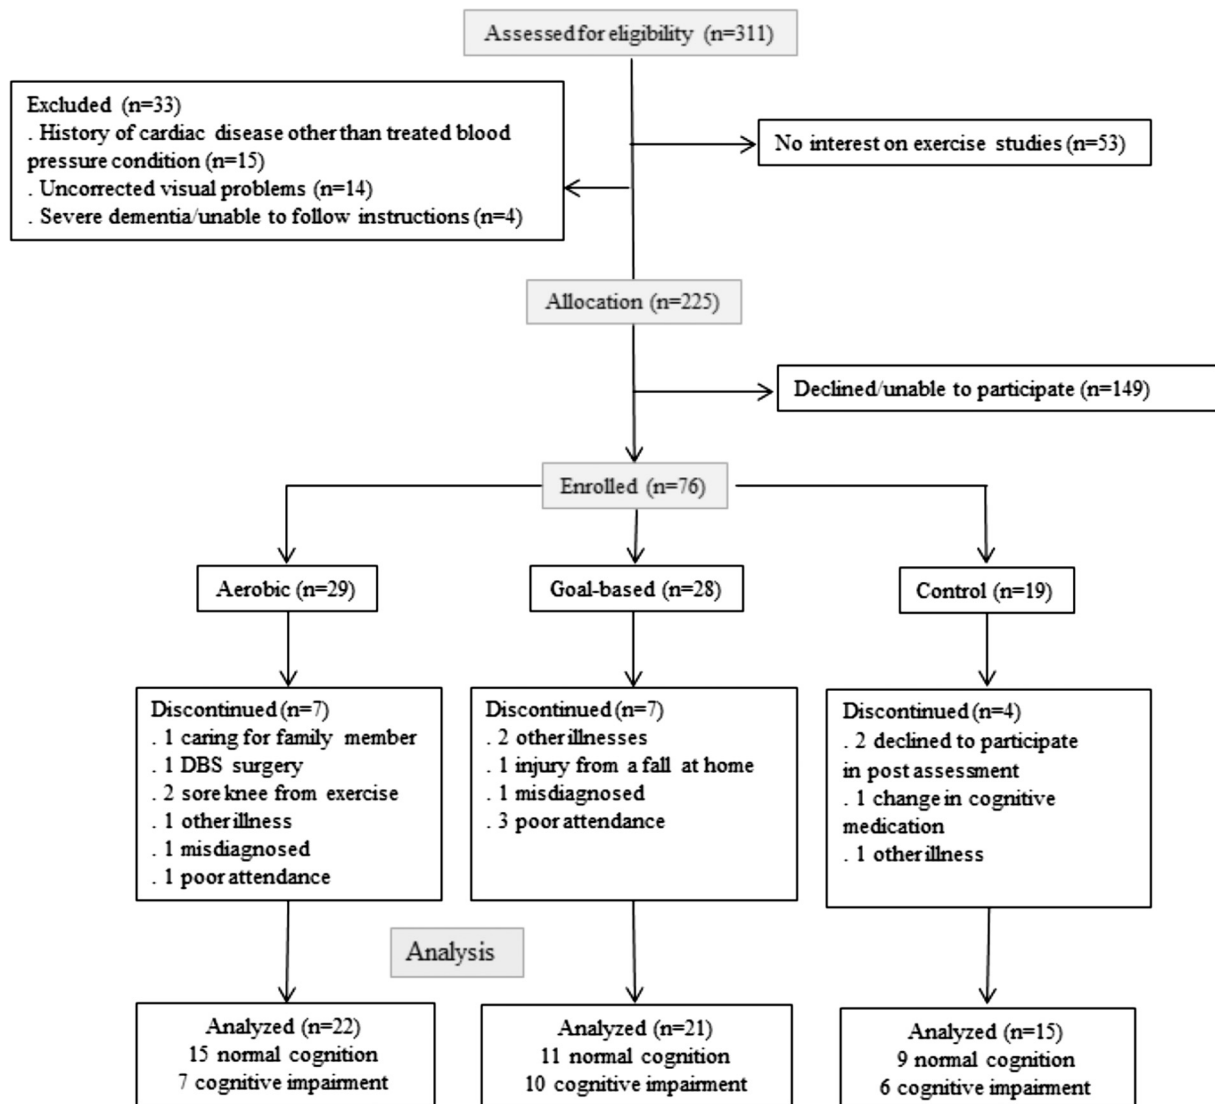 Assessed for eligibility (n=311)
Excluded (n=33)
. History of cardiac disease other than treated blood
pressure condition (n=15)
. Uncorrected visual problems (n=14)
. Severe dementia/unable to follow instructions (n=4)
No interest on exercise studies (n=53)
Allocation (n=225)
Declined/unable to participate (n=149)
Enrolled (n=76)
Aerobic (n=29)
Goal-based (n=28)
Control (n=19)
Discontinued (n=7)
. 1 caring for family member
. 1 DBS surgery
. 2 sore knee from exercise
. 1 other illness
. 1 misdiagnosed
. 1 poor attendance
Discontinued (n=7)
. 2 other illnesses
. 1 injury from a fall at home
. 1 misdiagnosed
. 3 poor attendance
Discontinued (n=4)
. 2 declined to participate
in post assessment
. 1 change in cognitive
medication
. 1 other illness
Analysis
Analyzed (n=22)
15 normal cognition
7 cognitive impairment
Analyzed (n=21)
11 normal cognition
10 cognitive impairment
Analyzed (n=15)
9 normal cognition
6 cognitive impairment